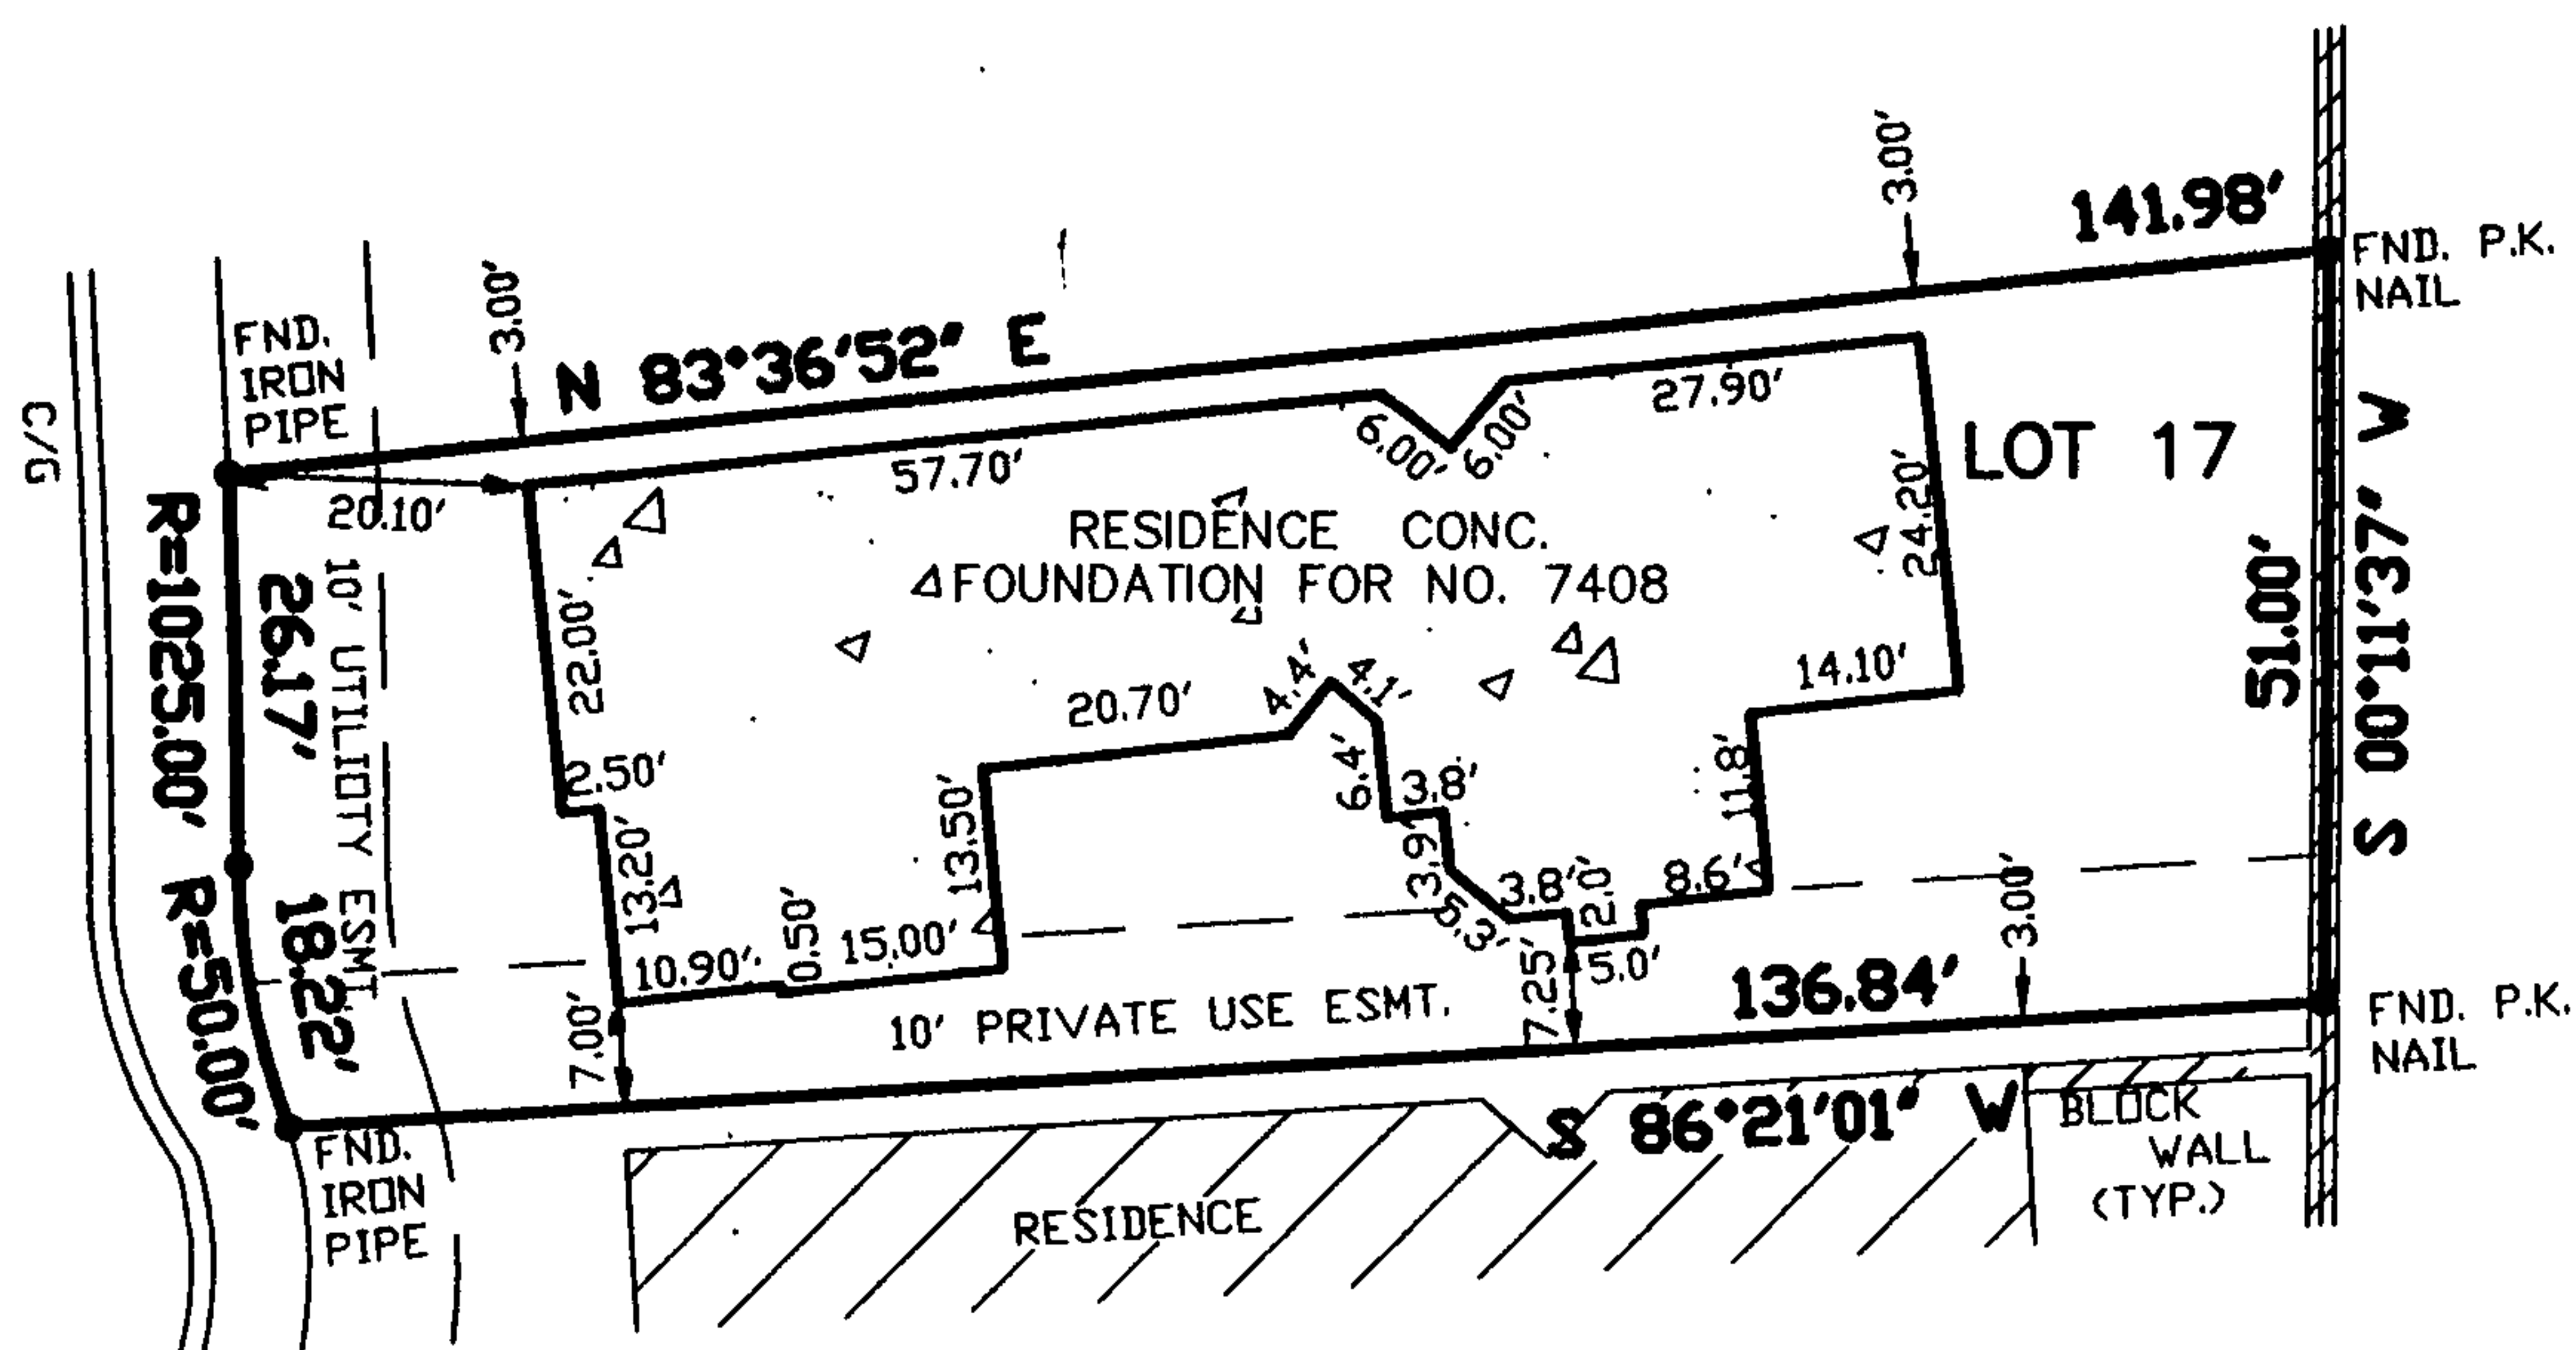 3.00'
141.98'
FND. P.K.
NAIL
3.00'
N 83°36'52" E
FND.
IRON
PIPE
C/G
20.10'
57.70'
6.00'
6.00'
27.90'
LOT 17
24.20'
RESIDENCE CONC.
FOUNDATION FOR NO. 7408
R=1025.00'
26.17'
10' UTILIOTY ESMT
22.00'
2.50'
13.20'
20.70'
4.4'
4.1'
6.4'
3.8'
3.9'
5.3'
3.8'
2.0'
5.0'
8.6'
11.8'
14.10'
51.00'
S 00°11'37" W
13.50'
R=50.00'
18.22'
10.90'
0.50'
15.00'
7.00'
10' PRIVATE USE ESMT.
7.25'
136.84'
3.00'
FND. P.K.
NAIL
FND.
IRON
PIPE
S 86°21'01" W
BLOCK
WALL
(TYP.)
RESIDENCE